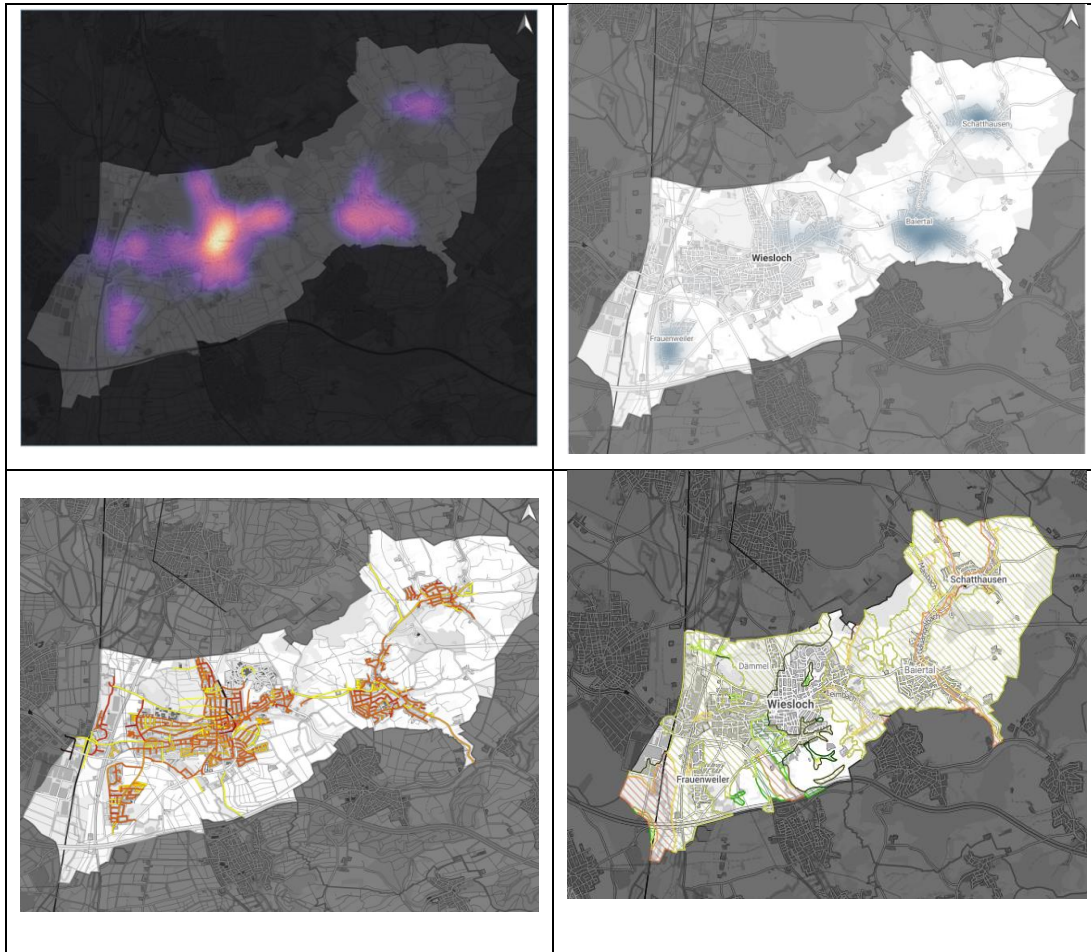 Schatthausen
Baiertal
Wiesloch
Frauenweiler
Schatthausen
Dämmel
Baiertal
Wiesloch
Frauenweiler